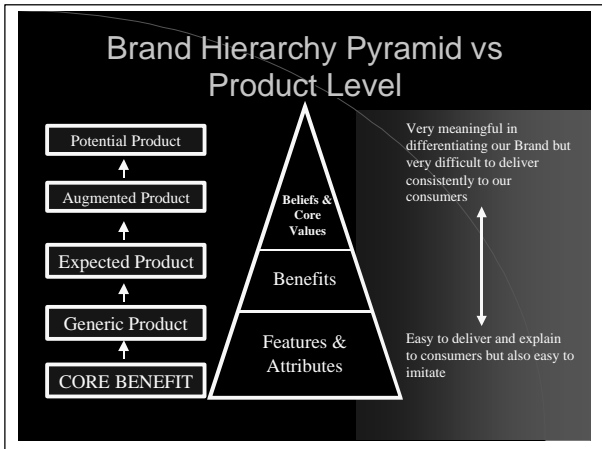 Brand Hierarchy Pyramid vs
Product Level
Potential Product
Augmented Product
Expected Product
Generic Product
CORE BENEFIT
Beliefs &
Core
Values
Benefits
Features &
Attributes
Very meaningful in
differentiating our Brand but
very difficult to deliver
consistently to our
consumers
Easy to deliver and explain
to consumers but also easy to
imitate